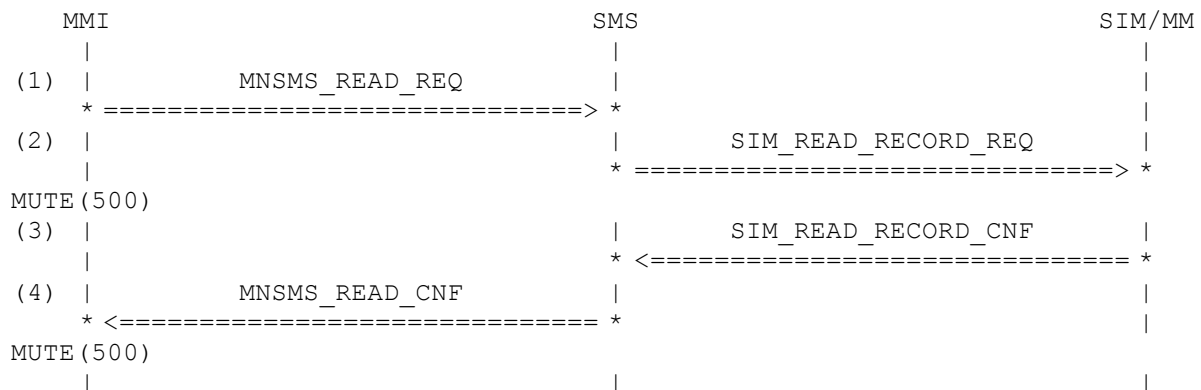 MMI SMS SIM/MM
| | |
(1) | MNSMS_READ_REQ | |
* ==============================> * |
(2) | | SIM_READ_RECORD_REQ |
| * ==============================> *
MUTE(500)
(3) | | SIM_READ_RECORD_CNF |
| * <============================== *
(4) | MNSMS_READ_CNF | |
* <============================== * |
MUTE(500)
| | |